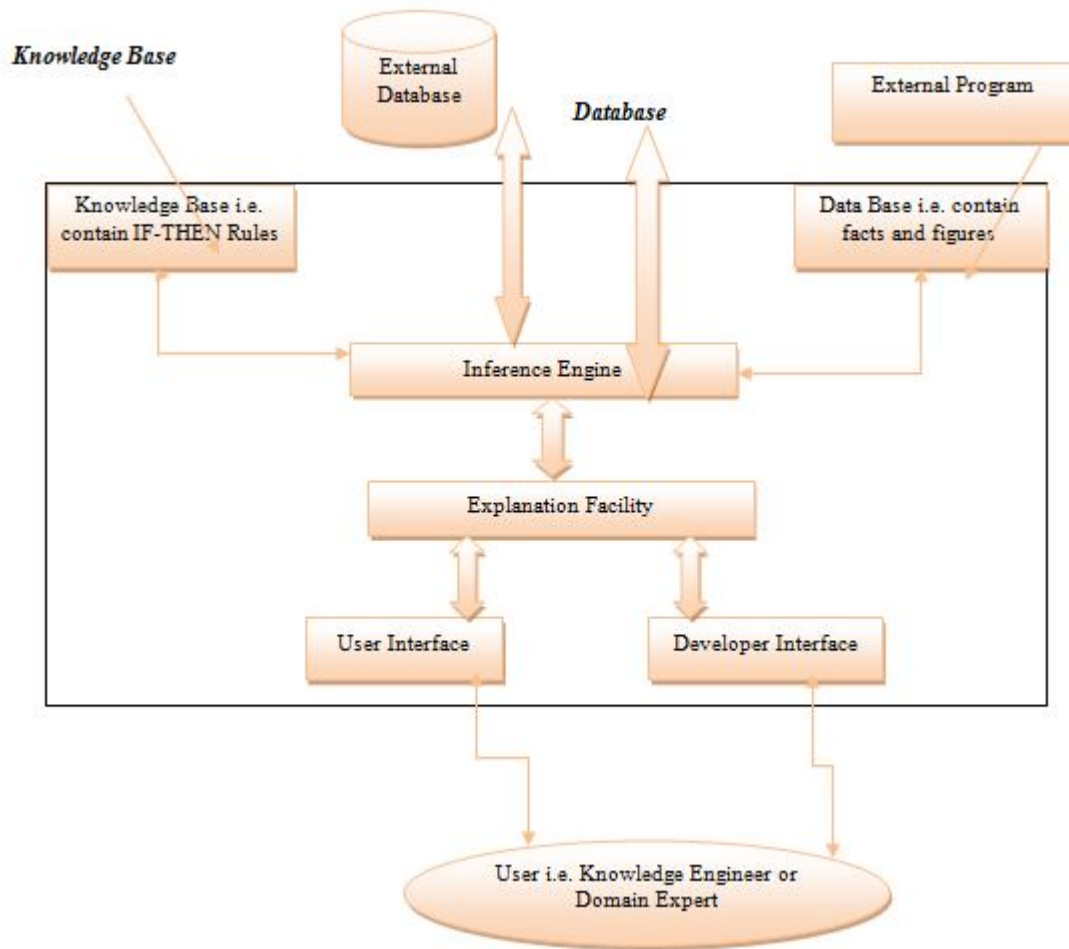 Knowledge Base
External
Database
Database
External Program
Knowledge Base i.e.
contain IF-THEN Rules
Data Base i.e. contain
facts and figures
Inference Engine
Explanation Facility
User Interface
Developer Interface
User i.e. Knowledge Engineer or
Domain Expert